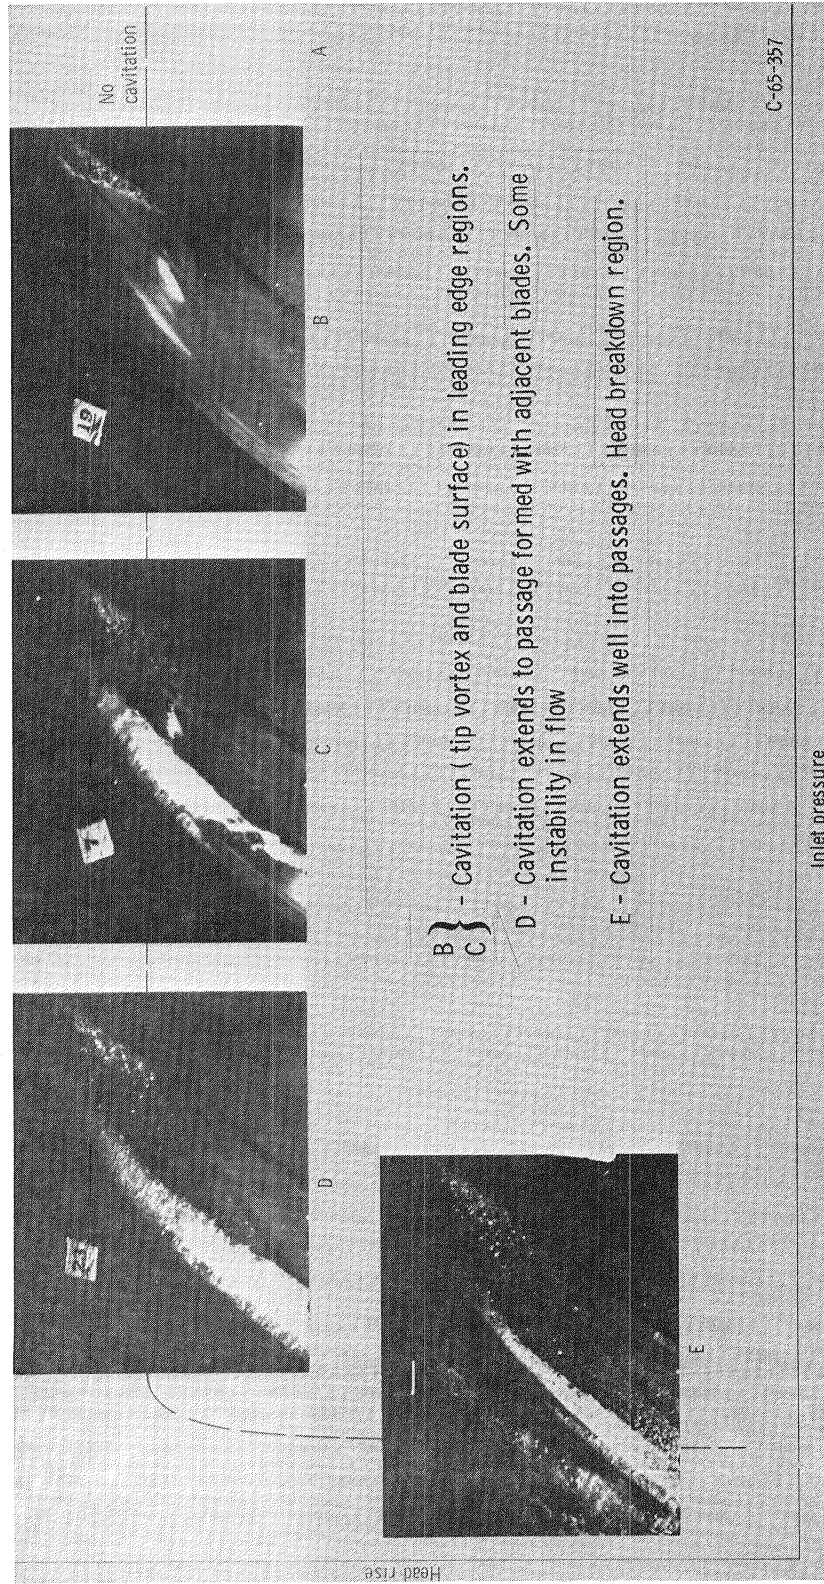 No
cavitation
A
B
C
D
E
19
B
C } - Cavitation ( tip vortex and blade surface) in leading edge regions.
D - Cavitation extends to passage formed with adjacent blades. Some
instability in flow
E - Cavitation extends well into passages. Head breakdown region.
C-65-357
Inlet pressure
Head rise